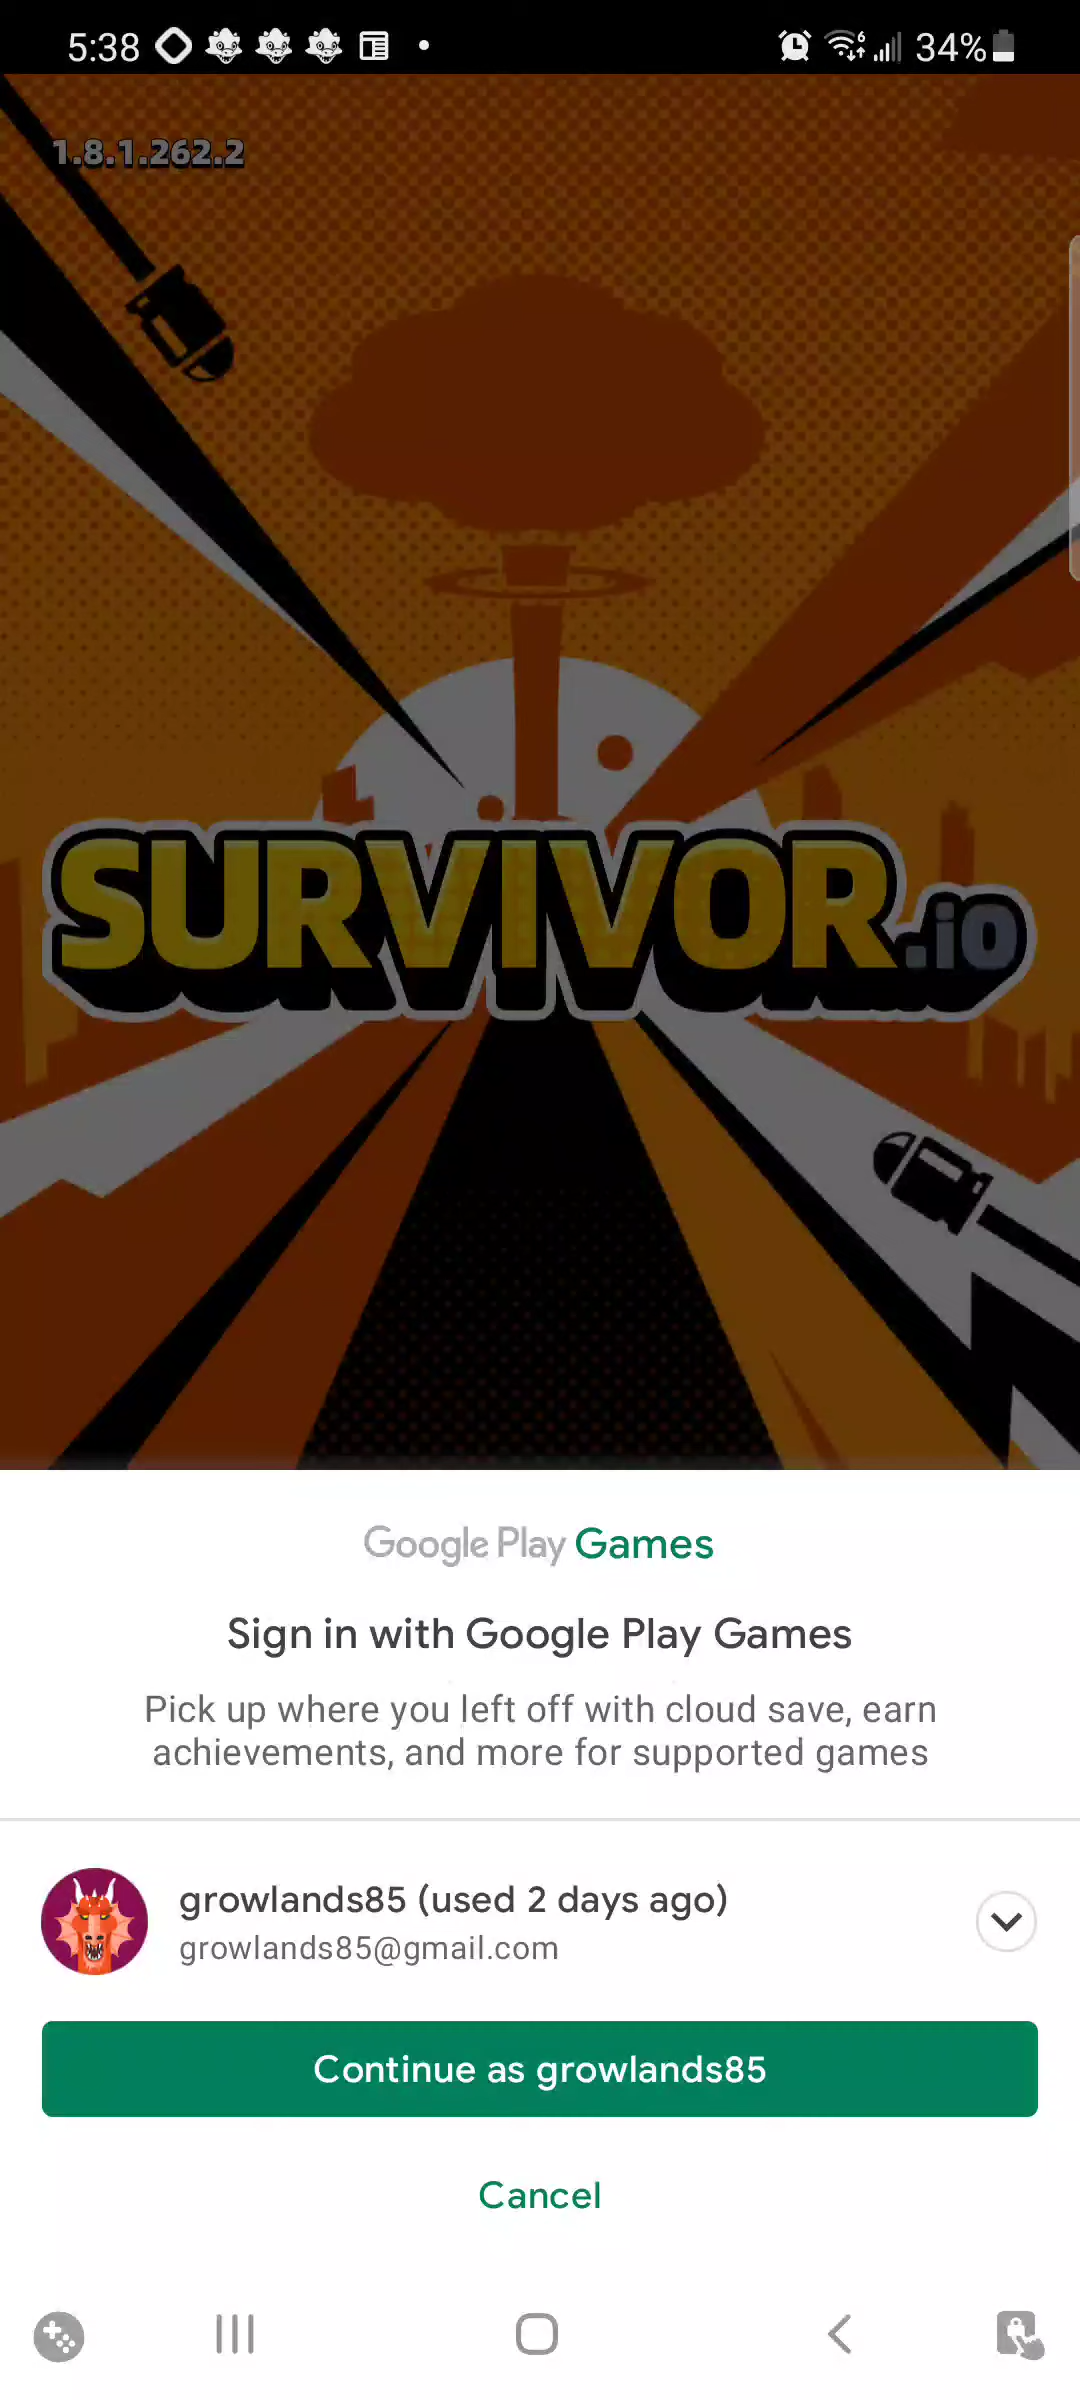 5:38
34%
1.8.1.262.2
SURVIVOR.io
Google Play Games
Sign in with Google Play Games
Pick up where you left off with cloud save, earn
achievements, and more for supported games
growlands85 (used 2 days ago)
growlands85@gmail.com
Continue as growlands85
Cancel